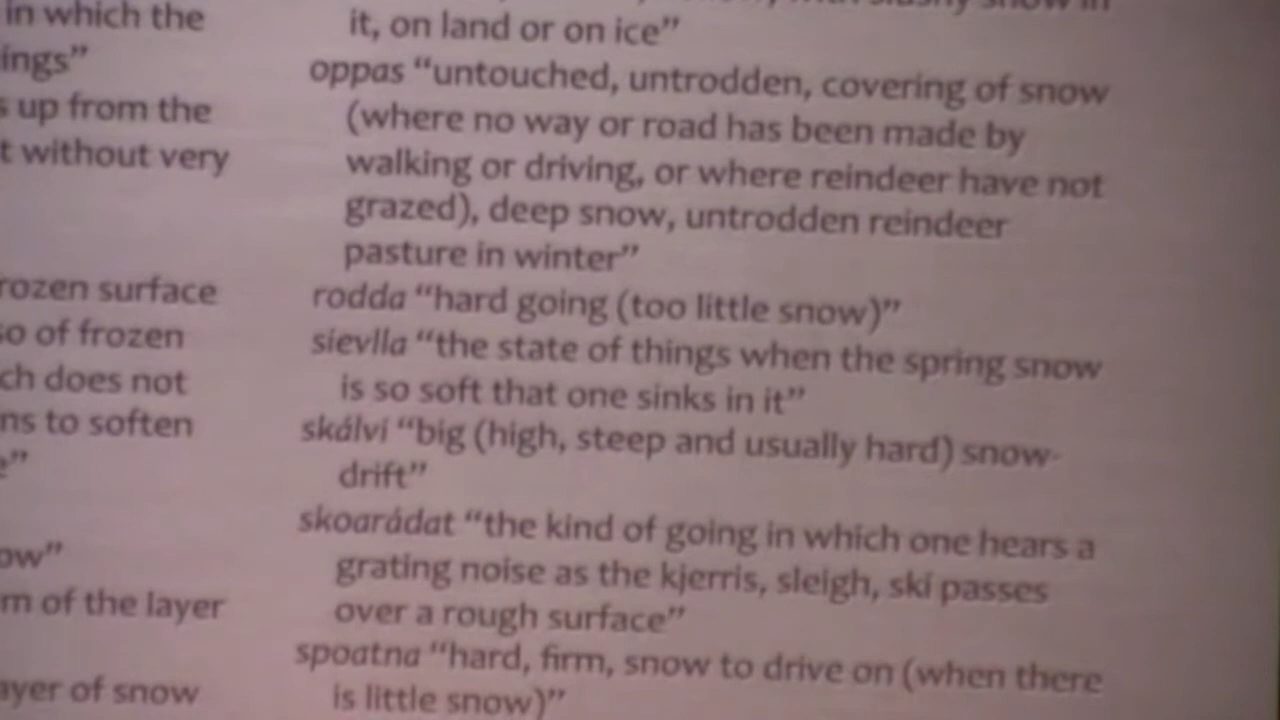 in which the
ings”
s up from the
t without very
rozen surface
so of frozen
ch does not
ns to soften
e”
ow”
m of the layer
ayer of snow
it, on land or on ice”
oppas “untouched, untrodden, covering of snow
(where no way or road has been made by
walking or driving, or where reindeer have not
grazed), deep snow, untrodden reindeer
pasture in winter”
rodda “hard going (too little snow)”
sievlla “the state of things when the spring snow
is so soft that one sinks in it”
skálvi “big (high, steep and usually hard) snow-
drift”
skoarádat “the kind of going in which one hears a
grating noise as the kjerris, sleigh, ski passes
over a rough surface”
spoatna “hard, firm, snow to drive on (when there
is little snow)”